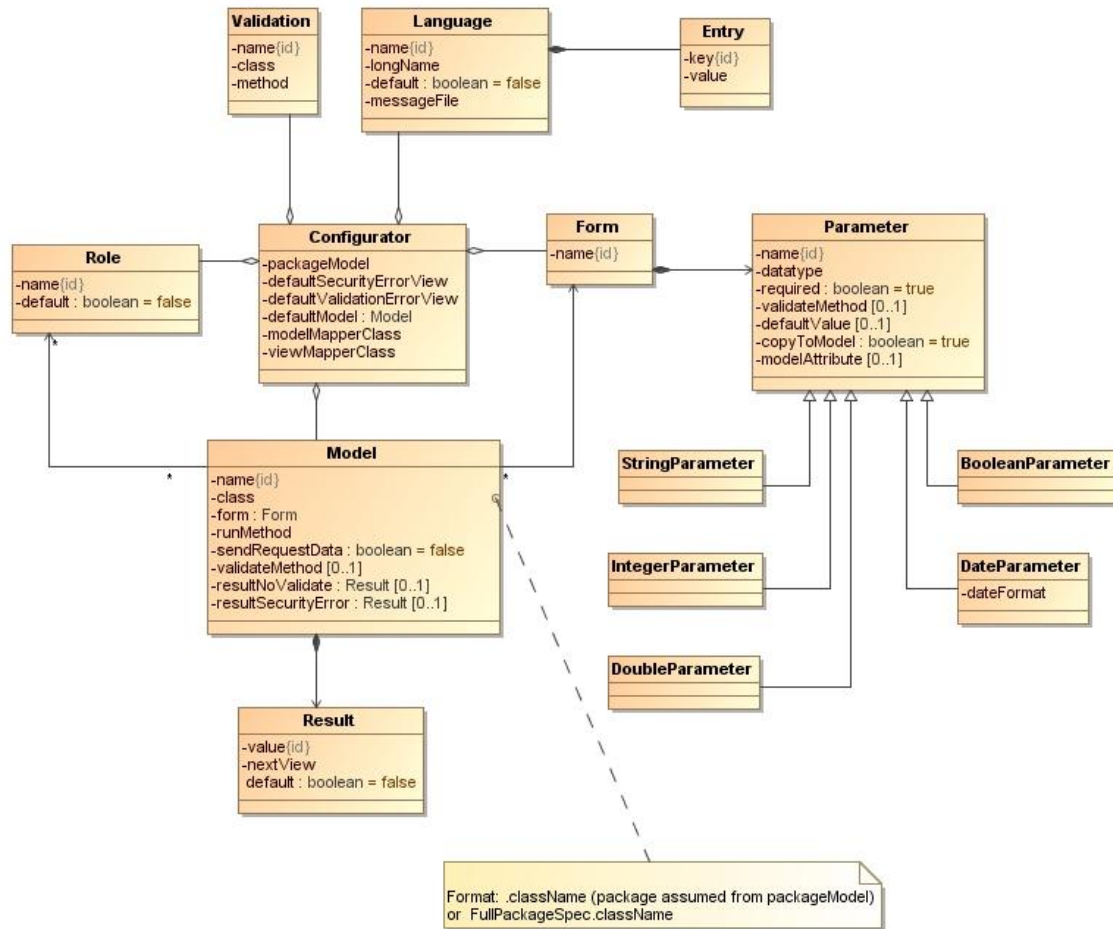 Validation
-name{id}
-class
-method
Language
-name{id}
-longName
-default : boolean = false
-messageFile
Entry
-key{id}
-value
Role
-name{id}
-default : boolean = false
*
Configurator
-packageModel
-defaultSecurityErrorView
-defaultValidationErrorView
-defaultModel : Model
-modelMapperClass
-viewMapperClass
Form
-name{id}
Parameter
-name{id}
-datatype
-required : boolean = true
-validateMethod [0..1]
-defaultValue [0..1]
-copyToModel : boolean = true
-modelAttribute [0..1]
*
Model
-name{id}
-class
-form : Form
-runMethod
-sendRequestData : boolean = false
-validateMethod [0..1]
-resultNoValidate : Result [0..1]
-resultSecurityError : Result [0..1]
*
StringParameter
BooleanParameter
IntegerParameter
DateParameter
-dateFormat
DoubleParameter
Result
-value{id}
-nextView
default : boolean = false
Format: .className (package assumed from packageModel)
or FullPackageSpec.className